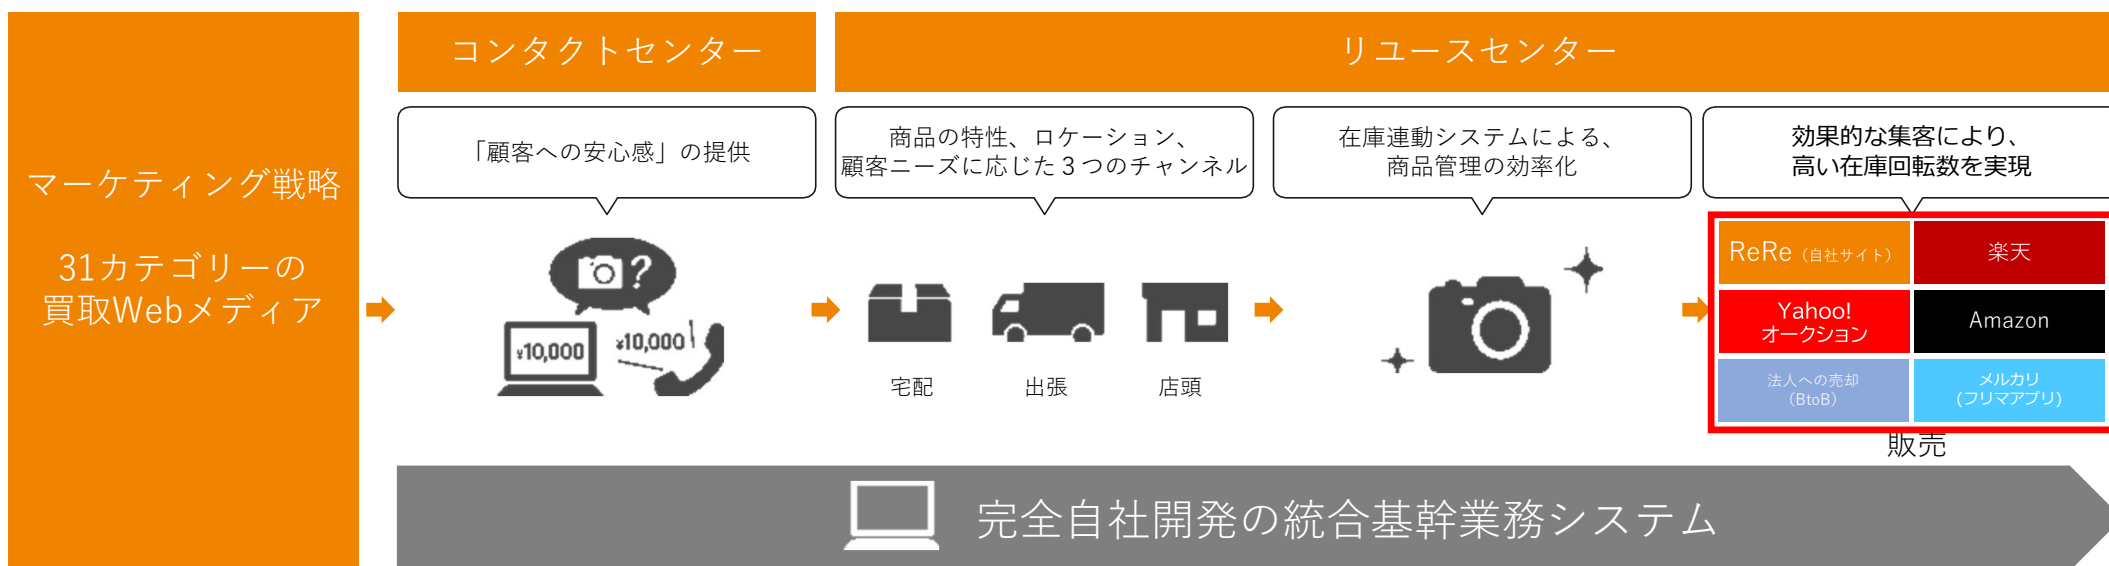 マーケティング戦略
31カテゴリーの
買取Webメディア
コンタクトセンター
リユースセンター
「顧客への安心感」の提供
商品の特性、ロケーション、
顧客ニーズに応じた３つのチャンネル
在庫連動システムによる、
商品管理の効率化
効果的な集客により、
高い在庫回転数を実現
?
¥10,000
¥10,000
宅配
出張
店頭
ReRe（自社サイト）
楽天
Yahoo!
オークション
Amazon
法人への売却
（BtoB）
メルカリ
(フリマアプリ)
販売
完全自社開発の統合基幹業務システム